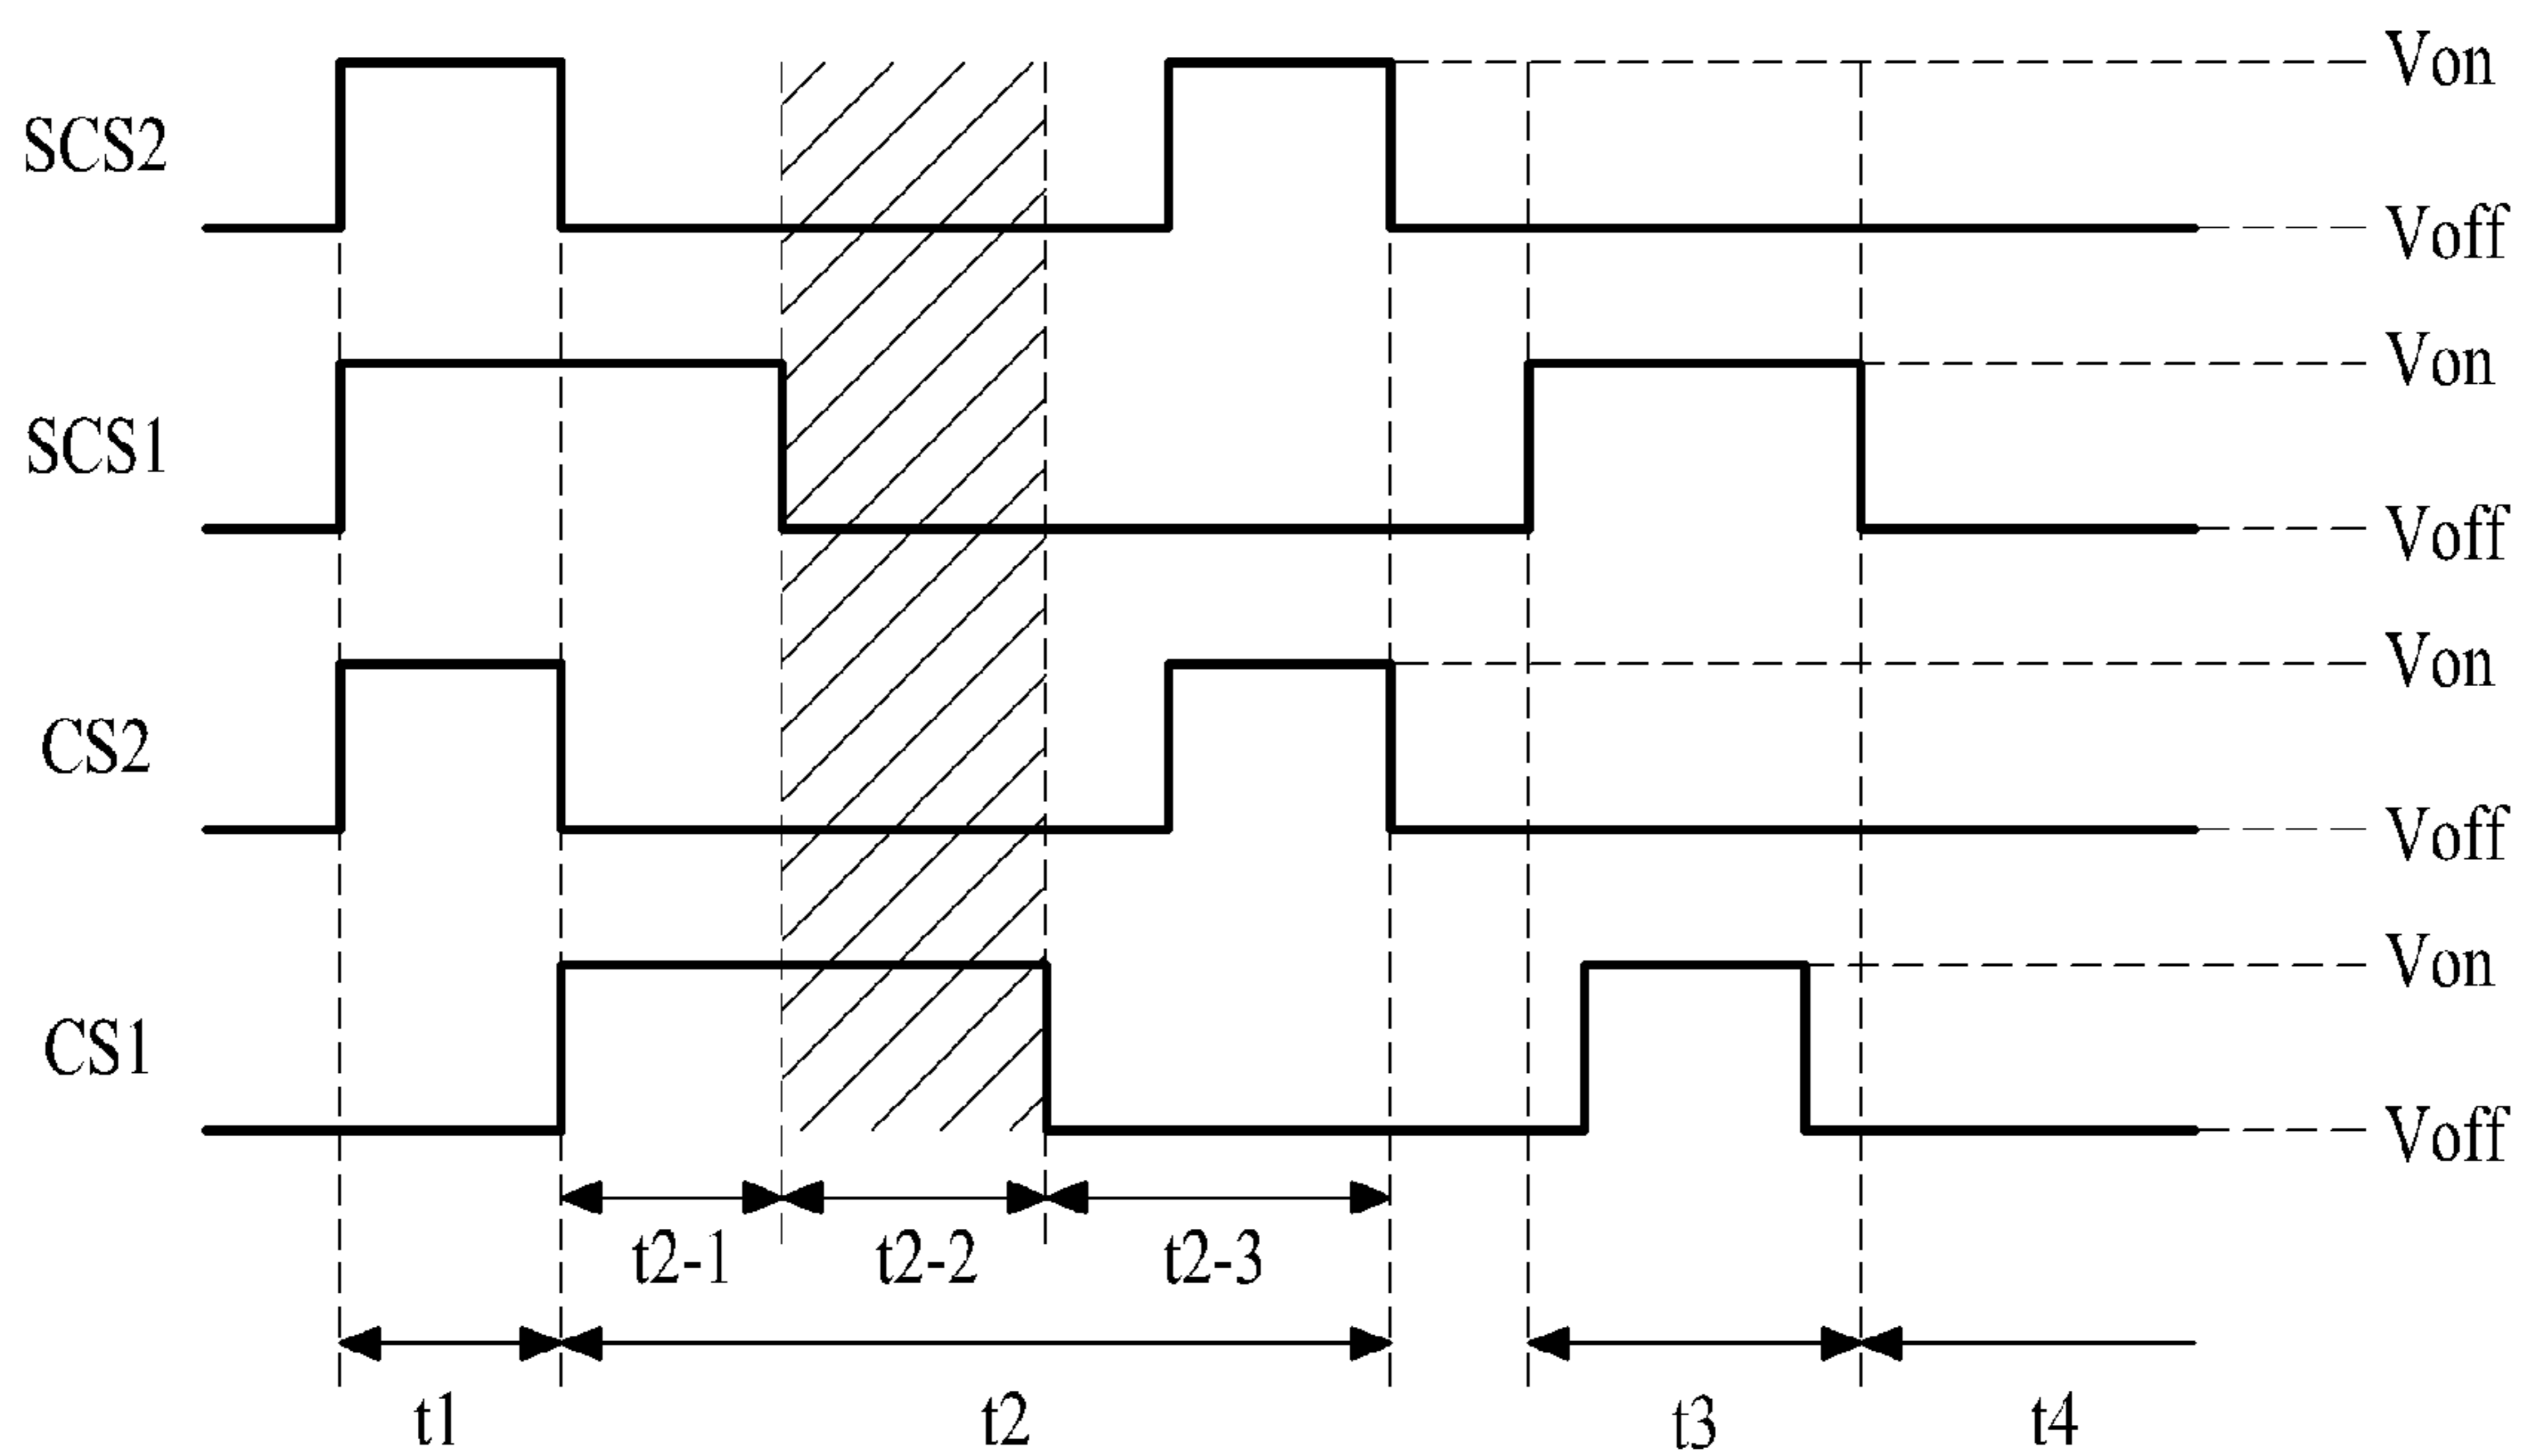 Von
SCS2
Voff
Von
SCS1
Voff
Von
CS2
Voff
Von
CS1
Voff
t2-1 t2-2 t2-3
t1 t2 t3 t4